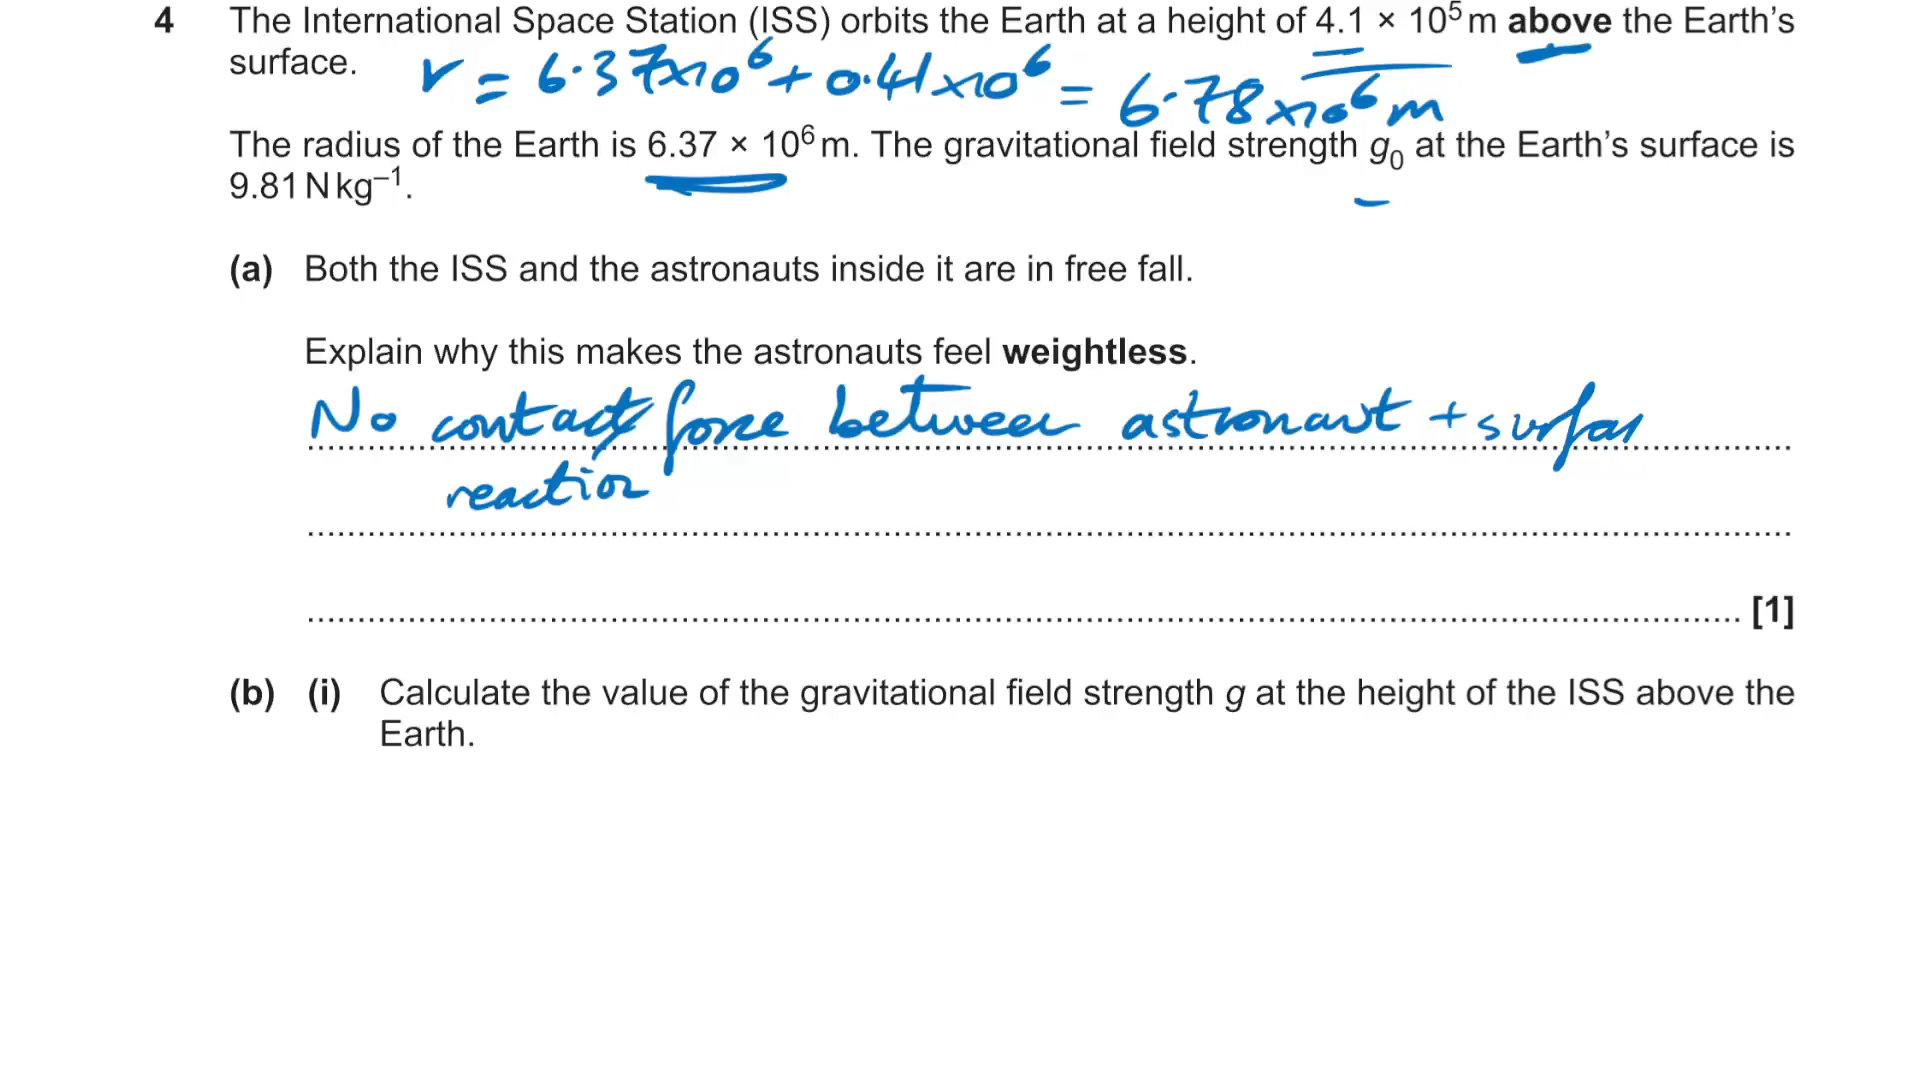 4 The International Space Station (ISS) orbits the Earth at a height of 4.1 × 10⁵ m above the Earth's
surface.
r = 6.37×10⁶ + 0.41×10⁶ = 6.78×10⁶ m
The radius of the Earth is 6.37 × 10⁶ m. The gravitational field strength g₀ at the Earth's surface is
9.81 N kg⁻¹.
(a) Both the ISS and the astronauts inside it are in free fall.
Explain why this makes the astronauts feel weightless.
No contact force between astronaut + surface
reaction
[1]
(b) (i) Calculate the value of the gravitational field strength g at the height of the ISS above the
Earth.